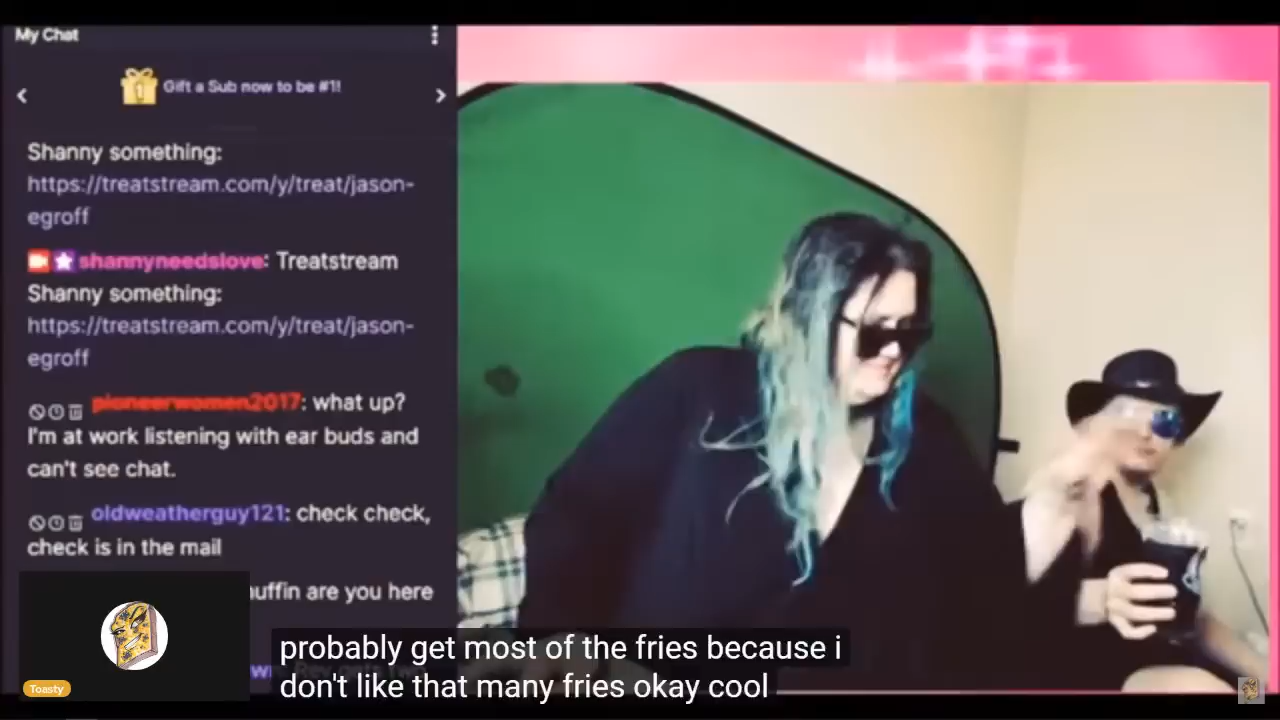 My Chat
Gift a Sub now to be #1!
Shanny something:
https://treatstream.com/y/treat/jason-
egroff
shannyneedslove: Treatstream
Shanny something:
https://treatstream.com/y/treat/jason-
egroff
pioneerwomen2017: what up?
I'm at work listening with ear buds and
can't see chat.
oldweatherguy121: check check,
check is in the mail
are you here
Toasty
probably get most of the fries because i
don't like that many fries okay cool